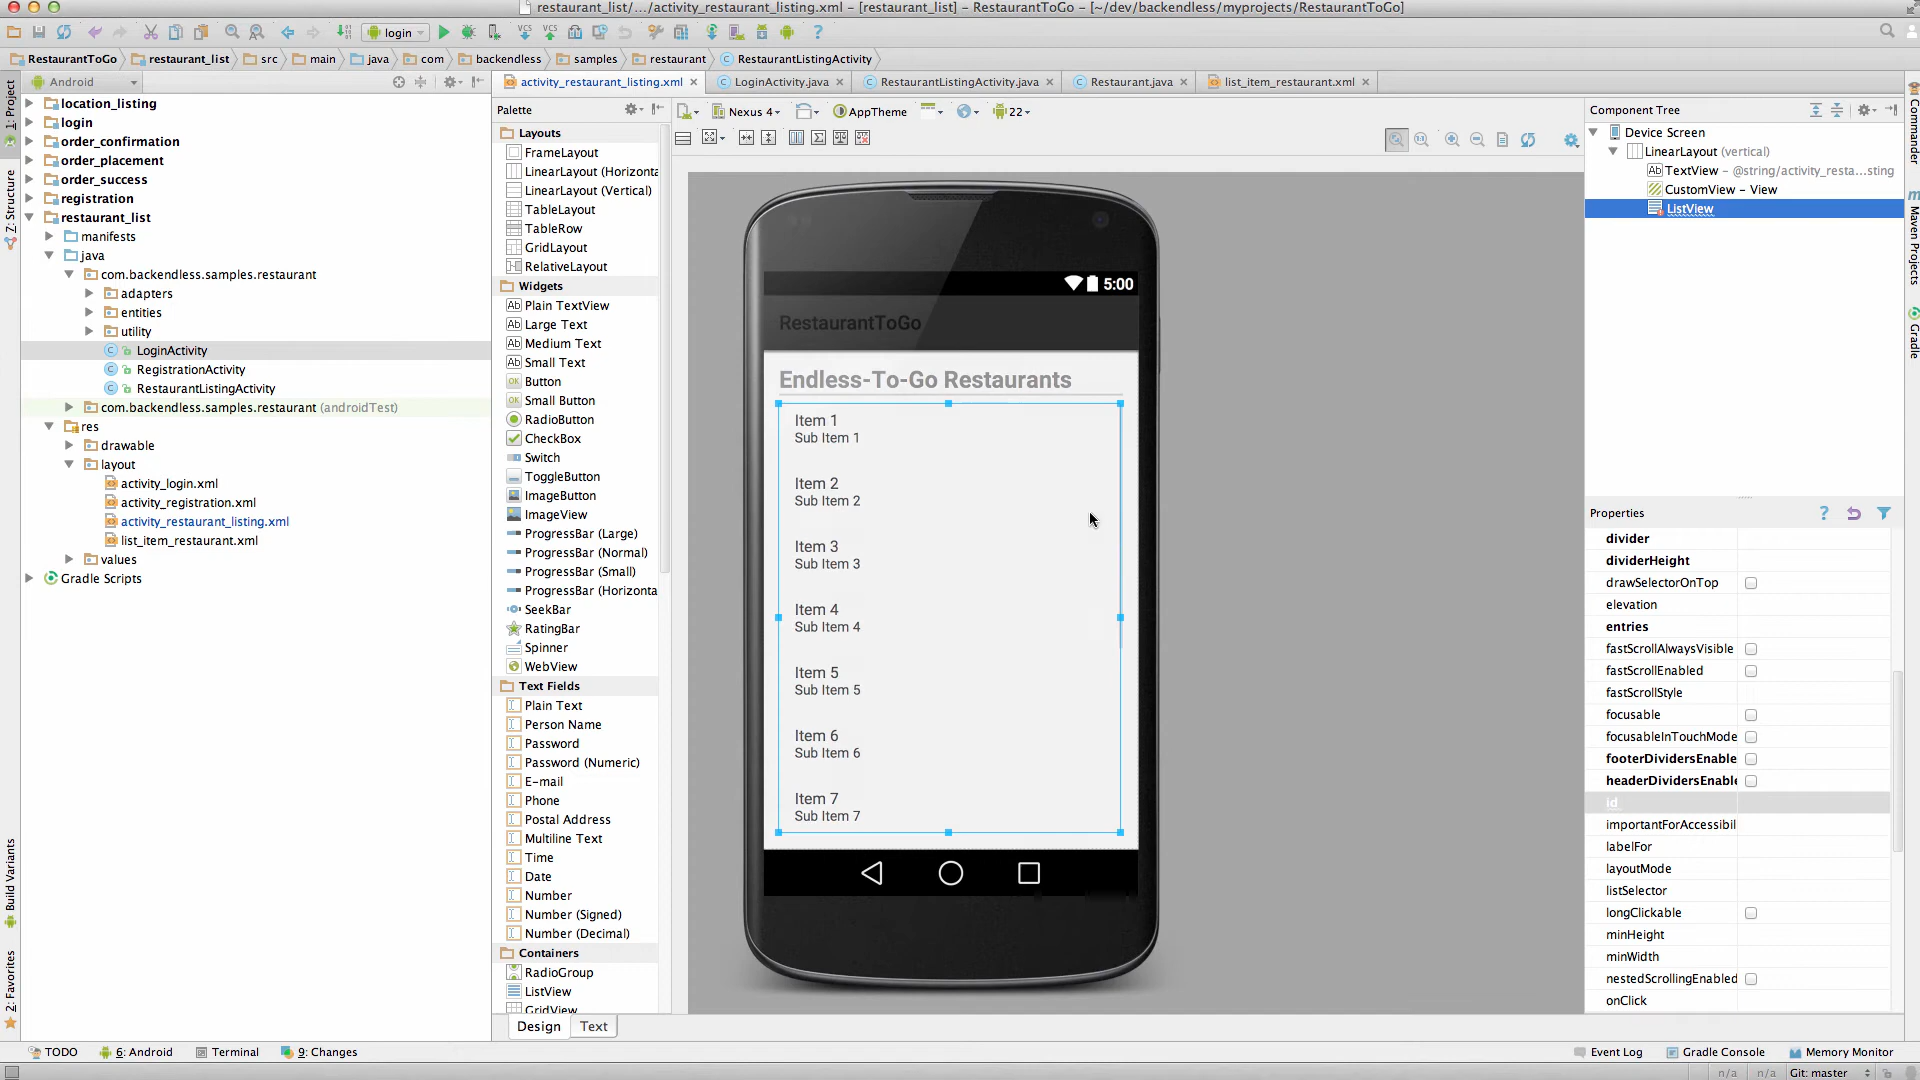 restaurant_list/.../activity_restaurant_listing.xml - [restaurant_list] - RestaurantToGo - [~/dev/backendless/myprojects/RestaurantToGo]
login
RestaurantToGo restaurant_list src main java com backendless samples restaurant RestaurantListingActivity
Android
activity_restaurant_listing.xml LoginActivity.java RestaurantListingActivity.java Restaurant.java list_item_restaurant.xml
1: Project
Z: Structure
Build Variants
2: Favorites
location_listing
login
order_confirmation
order_placement
order_success
registration
restaurant_list
manifests
java
com.backendless.samples.restaurant
adapters
entities
utility
LoginActivity
RegistrationActivity
RestaurantListingActivity
com.backendless.samples.restaurant (androidTest)
res
drawable
layout
activity_login.xml
activity_registration.xml
activity_restaurant_listing.xml
list_item_restaurant.xml
values
Gradle Scripts
Palette
Layouts
FrameLayout
LinearLayout (Horizonta
LinearLayout (Vertical)
TableLayout
TableRow
GridLayout
RelativeLayout
Widgets
Plain TextView
Large Text
Medium Text
Small Text
Button
Small Button
RadioButton
CheckBox
Switch
ToggleButton
ImageButton
ImageView
ProgressBar (Large)
ProgressBar (Normal)
ProgressBar (Small)
ProgressBar (Horizonta
SeekBar
RatingBar
Spinner
WebView
Text Fields
Plain Text
Person Name
Password
Password (Numeric)
E-mail
Phone
Postal Address
Multiline Text
Time
Date
Number
Number (Signed)
Number (Decimal)
Containers
RadioGroup
ListView
GridView
Design Text
Nexus 4 AppTheme 22
5:00
RestaurantToGo
Endless-To-Go Restaurants
Item 1
Sub Item 1
Item 2
Sub Item 2
Item 3
Sub Item 3
Item 4
Sub Item 4
Item 5
Sub Item 5
Item 6
Sub Item 6
Item 7
Sub Item 7
Component Tree
Device Screen
LinearLayout (vertical)
Ab TextView - @string/activity_resta...sting
CustomView - View
ListView
Properties
divider
dividerHeight
drawSelectorOnTop
elevation
entries
fastScrollAlwaysVisible
fastScrollEnabled
fastScrollStyle
focusable
focusableInTouchMode
footerDividersEnable
headerDividersEnable
id
importantForAccessibil
labelFor
layoutMode
listSelector
longClickable
minHeight
minWidth
nestedScrollingEnabled
onClick
Commander
Maven Projects
Gradle
TODO 6: Android Terminal 9: Changes Event Log Gradle Console Memory Monitor
n/a n/a Git: master